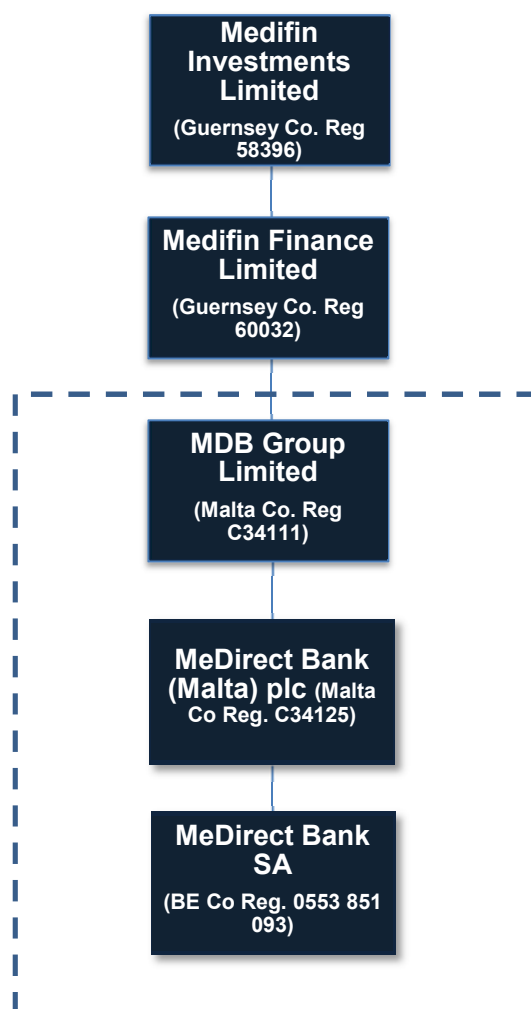 Medifin
Investments
Limited
(Guernsey Co. Reg
58396)
Medifin Finance
Limited
(Guernsey Co. Reg
60032)
MDB Group
Limited
(Malta Co. Reg
C34111)
MeDirect Bank
(Malta) plc (Malta
Co Reg. C34125)
MeDirect Bank
SA
(BE Co Reg. 0553 851
093)